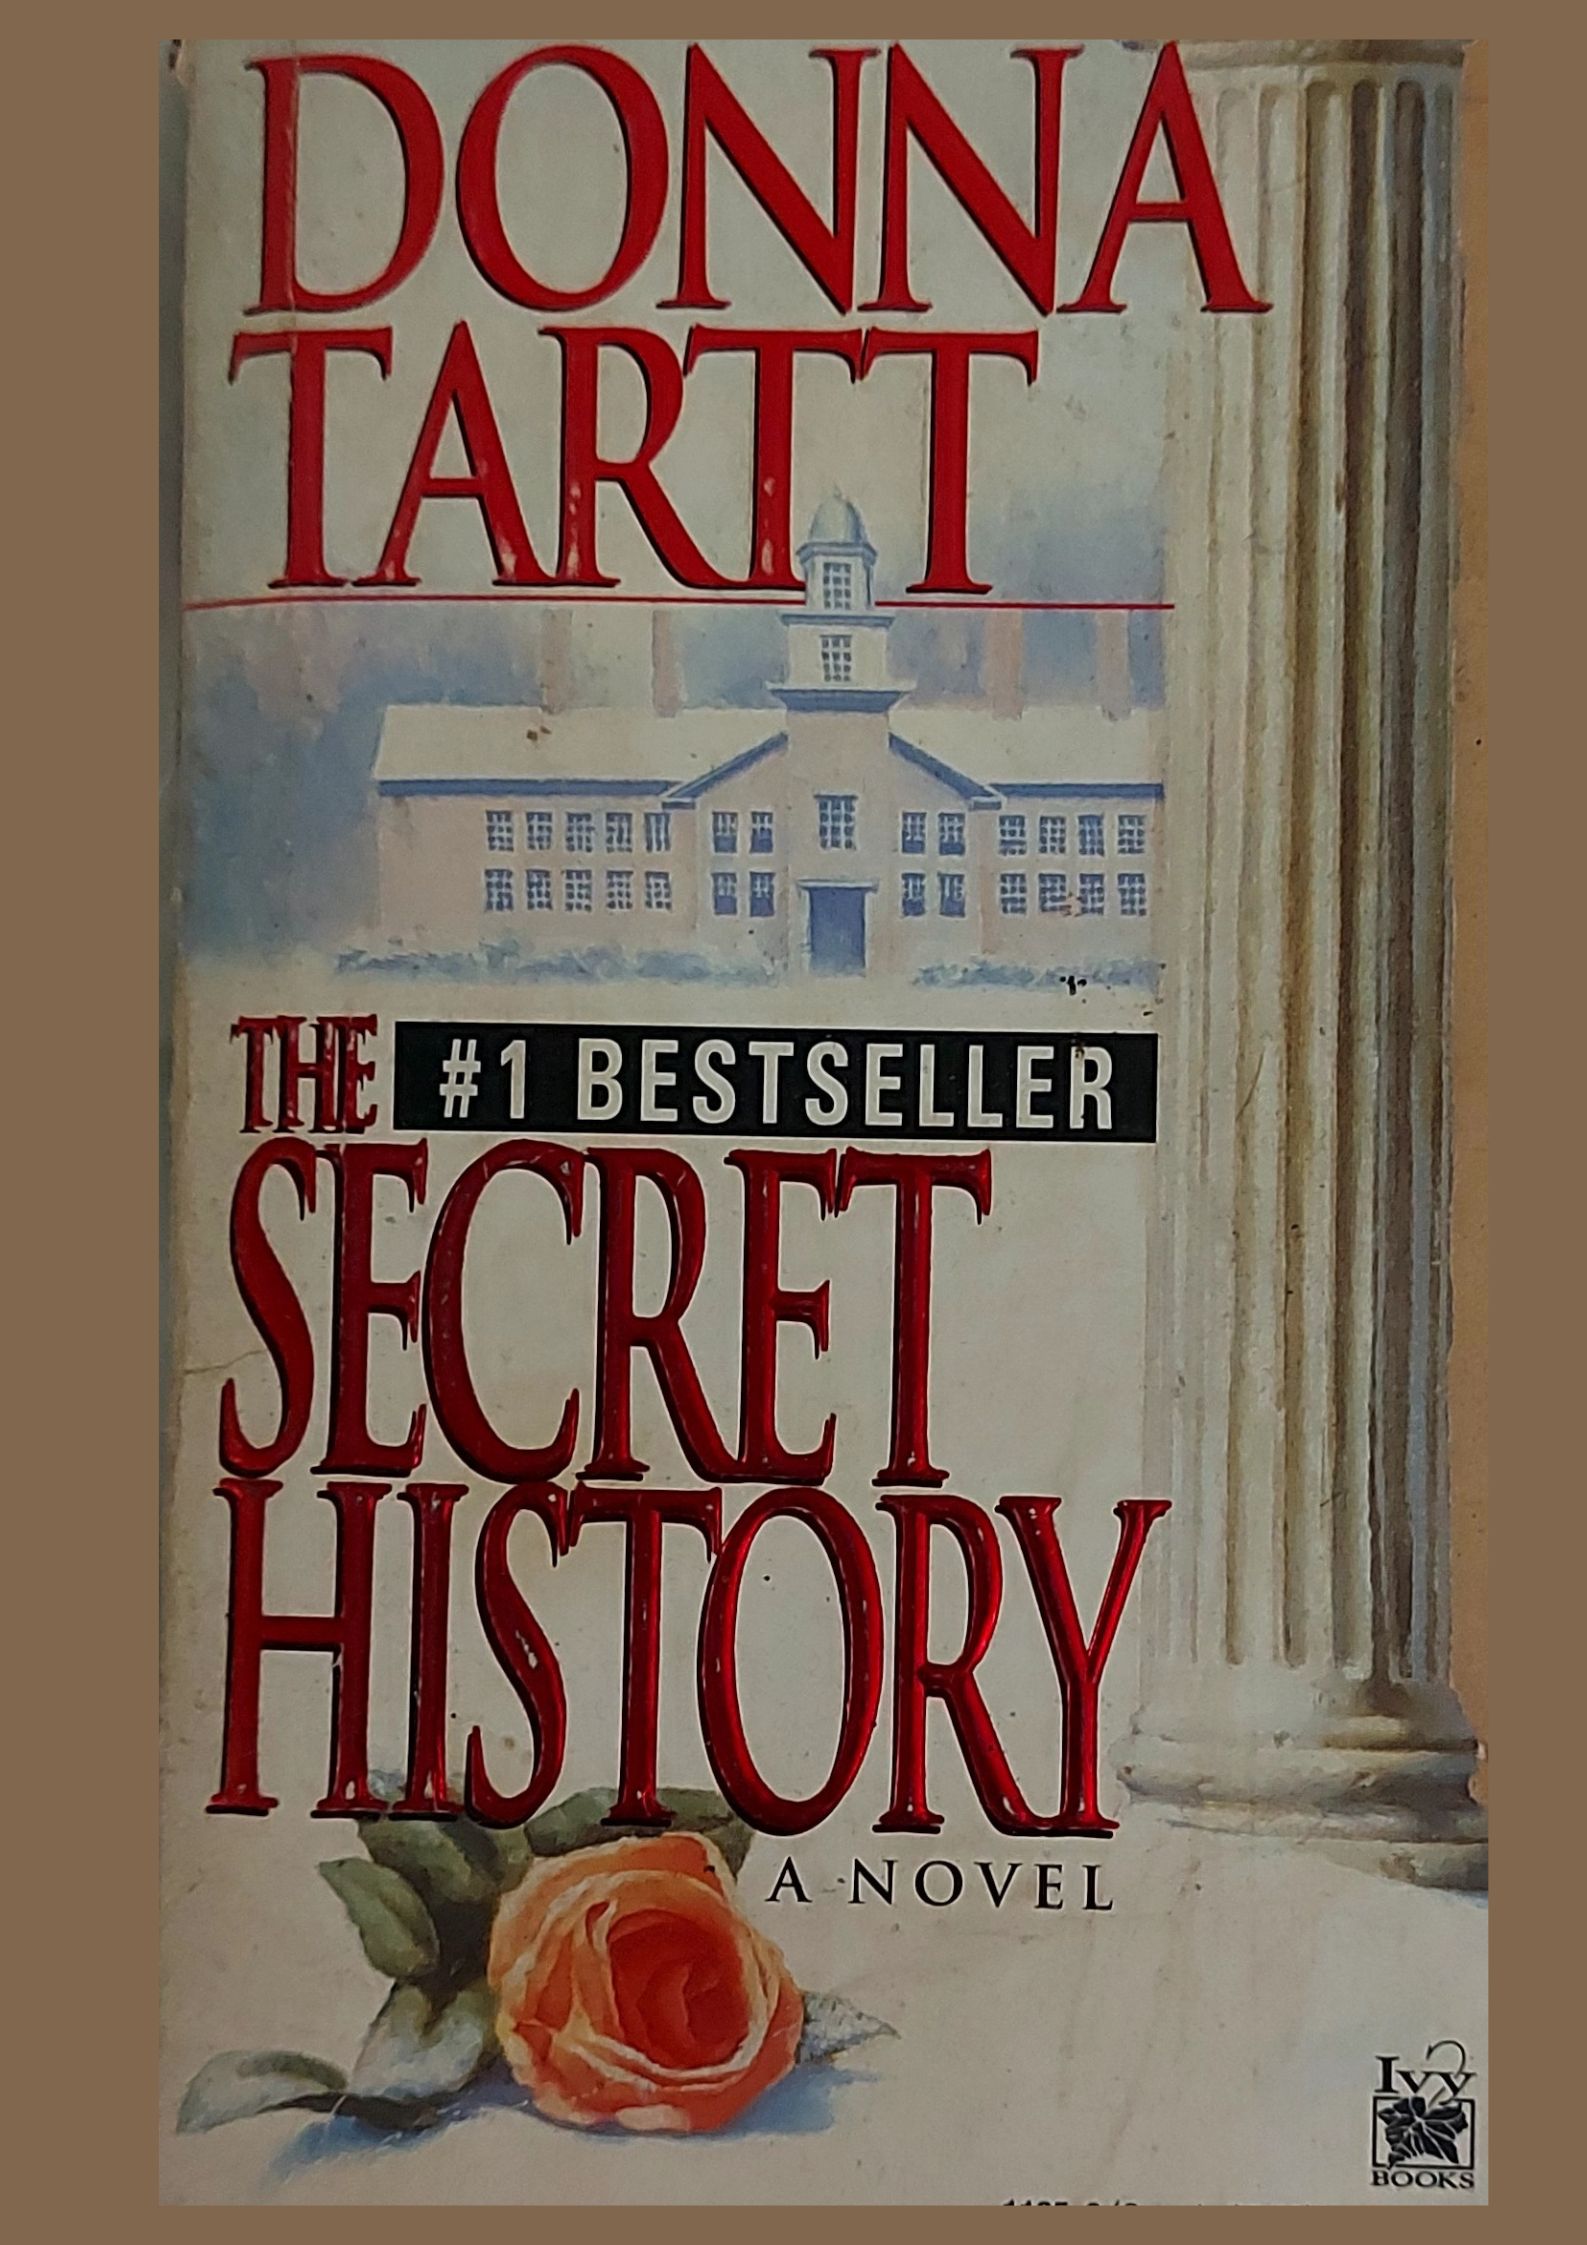 DONNA
TARTT
THE #1 BESTSELLER
SECRET
HISTORY
A NOVEL
Ivy
BOOKS